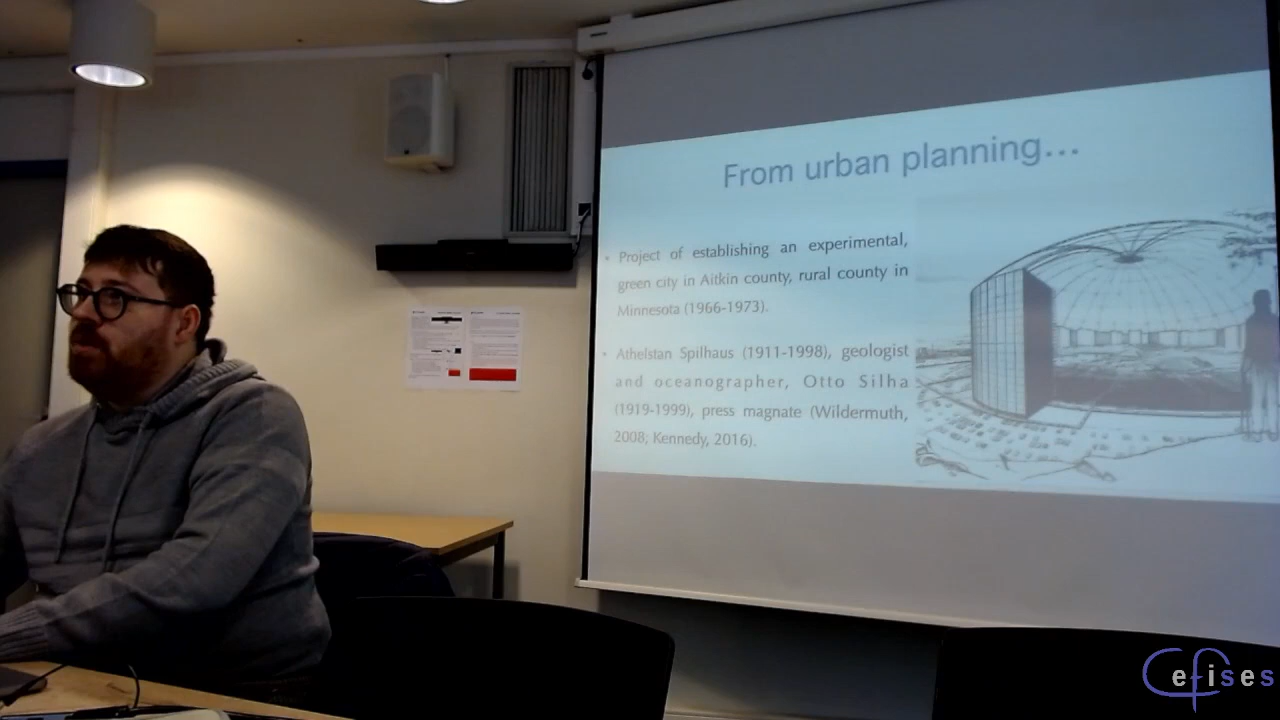 From urban planning...
• Project of establishing an experimental,
green city in Aitkin county, rural county in
Minnesota (1966-1973).
• Athelstan Spilhaus (1911-1998), geologist
and oceanographer, Otto Silha
(1919-1999), press magnate (Wildermuth,
2008; Kennedy, 2016).
Cefises